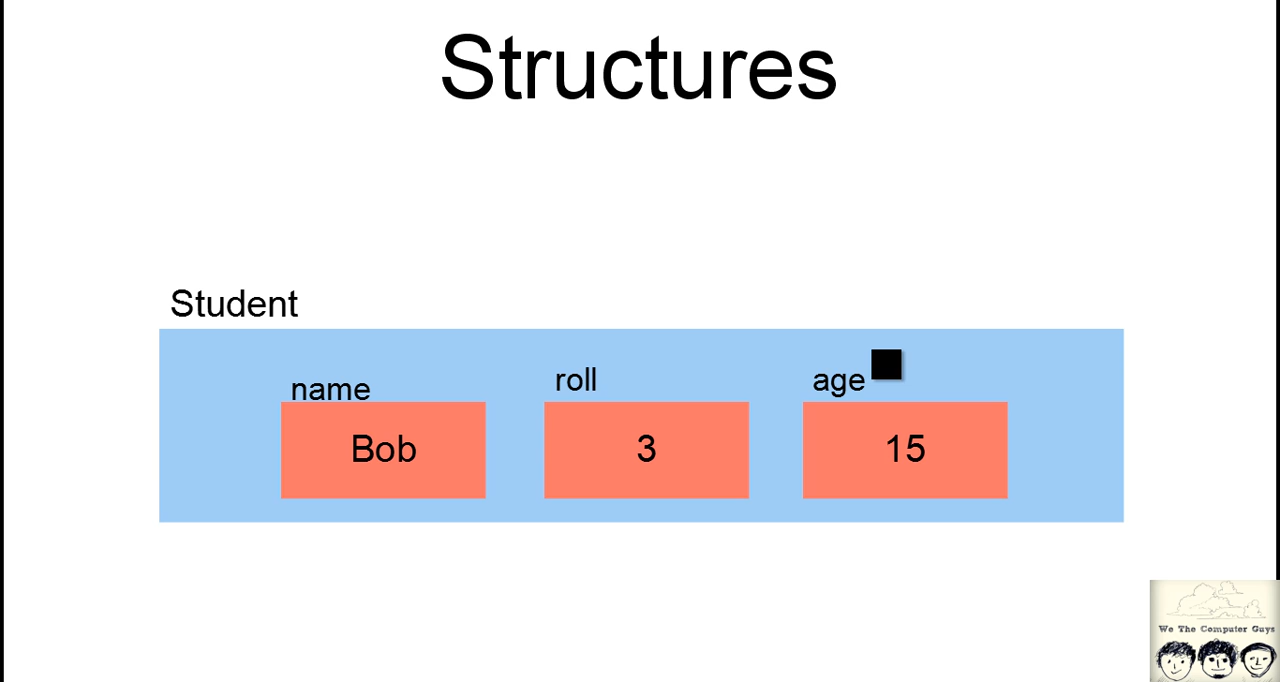 Structures
Student
name
roll
age
Bob
3
15
We The Computer Guys